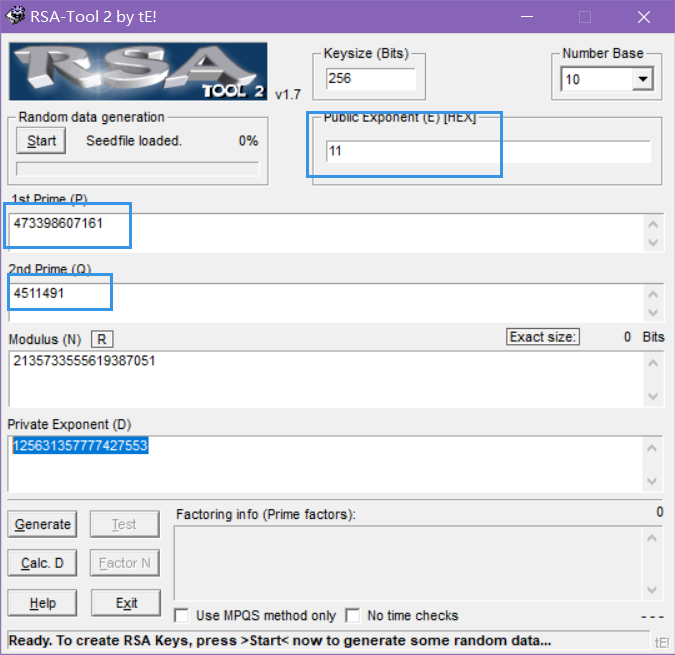 RSA-Tool 2 by tE!
RSA
TOOL 2
v1.7
Keysize (Bits)
256
Number Base
10
Random data generation
Start
Seedfile loaded.
0%
Public Exponent (E) [HEX]
11
1st Prime (P)
473398607161
2nd Prime (Q)
4511491
Modulus (N)
R
Exact size:
0 Bits
2135733555619387051
Private Exponent (D)
125631357777427553
Generate
Test
Calc. D
Factor N
Help
Exit
Factoring info (Prime factors):
0
Use MPQS method only
No time checks
---
Ready. To create RSA Keys, press >Start< now to generate some random data...
tE!